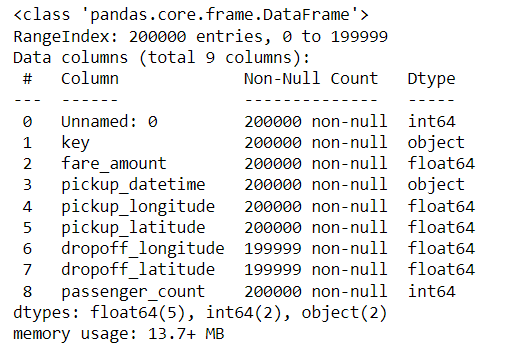 <class 'pandas.core.frame.DataFrame'>
RangeIndex: 200000 entries, 0 to 199999
Data columns (total 9 columns):
 #   Column             Non-Null Count   Dtype
---  ------             --------------   -----
 0   Unnamed: 0         200000 non-null  int64
 1   key                200000 non-null  object
 2   fare_amount        200000 non-null  float64
 3   pickup_datetime    200000 non-null  object
 4   pickup_longitude   200000 non-null  float64
 5   pickup_latitude    200000 non-null  float64
 6   dropoff_longitude  199999 non-null  float64
 7   dropoff_latitude   199999 non-null  float64
 8   passenger_count    200000 non-null  int64
dtypes: float64(5), int64(2), object(2)
memory usage: 13.7+ MB